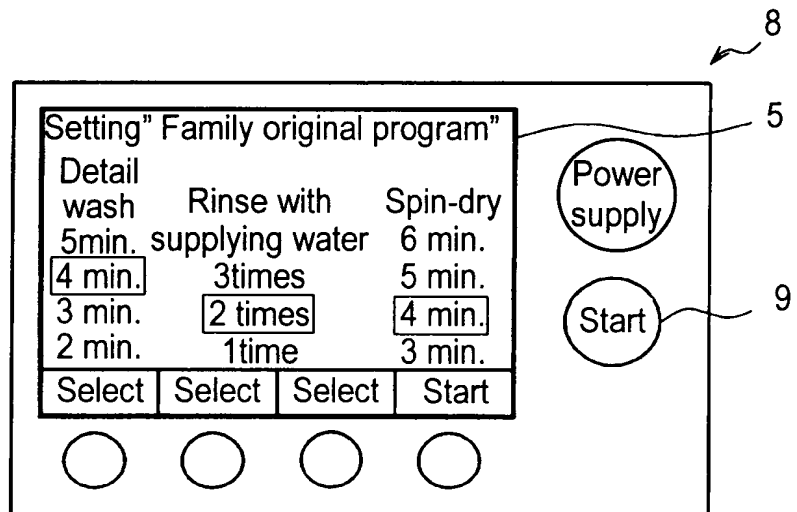 8
Setting" Family original program"
5
Detail
wash
5min.
4 min.
3 min.
2 min.
Rinse with
supplying water
3times
2 times
1time
Spin-dry
6 min.
5 min.
4 min.
3 min.
Select
Select
Select
Start
Power
supply
Start
9